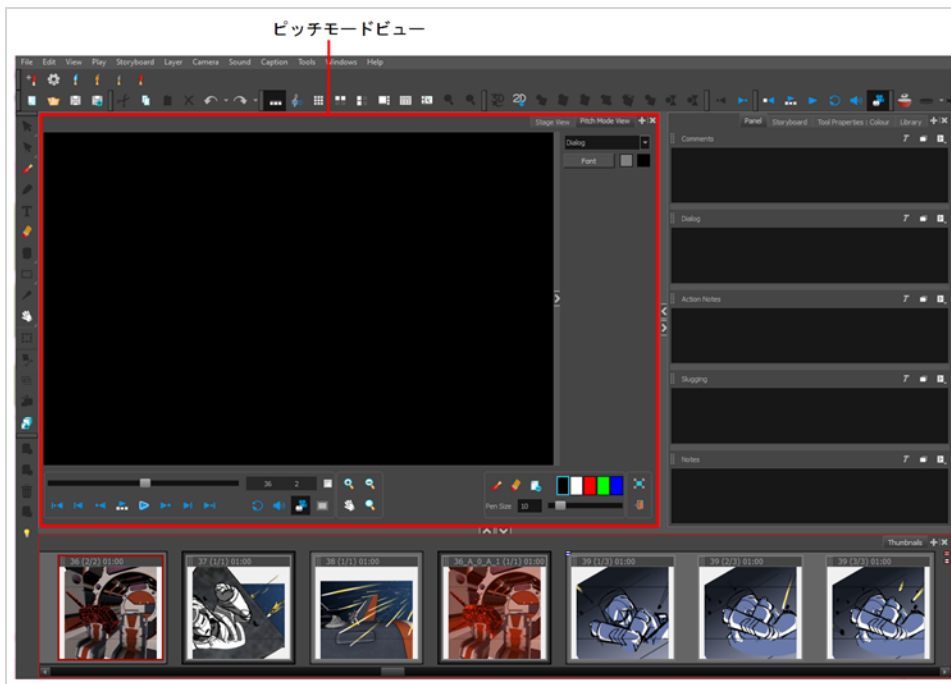 ピッチモードビュー
File Edit View Play Storyboard Layer Camera Sound Caption Tools Windows Help
Stage View Pitch Mode View
Panel Storyboard Tool Properties : Colour Library
Dialog
Font
Comments
Dialog
Action Notes
Slugging
Notes
36 2
Pen Size 10
Thumbnails
36 (2/2) 01:00 37 (1/1) 01:00 38 (1/1) 01:00 36_A_0_A_1 (1/1) 01:00 39 (1/3) 01:00 39 (2/3) 01:00 39 (3/3) 01:00